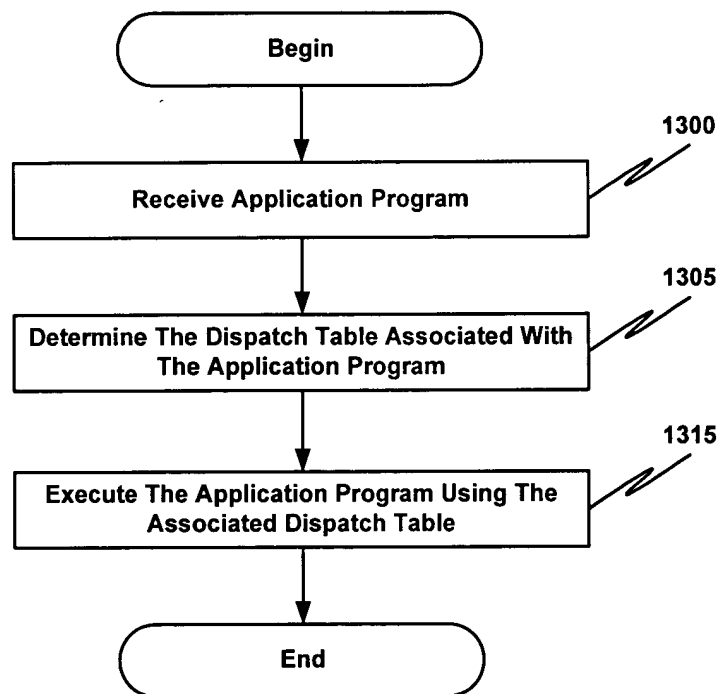 Begin
1300
Receive Application Program
1305
Determine The Dispatch Table Associated With
The Application Program
1315
Execute The Application Program Using The
Associated Dispatch Table
End